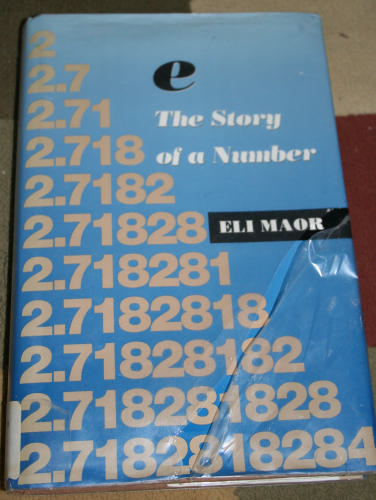 e
The Story
of a Number
ELI MAOR
2
2.7
2.71
2.718
2.7182
2.71828
2.718281
2.7182818
2.71828182
2.718281828
2.7182818284